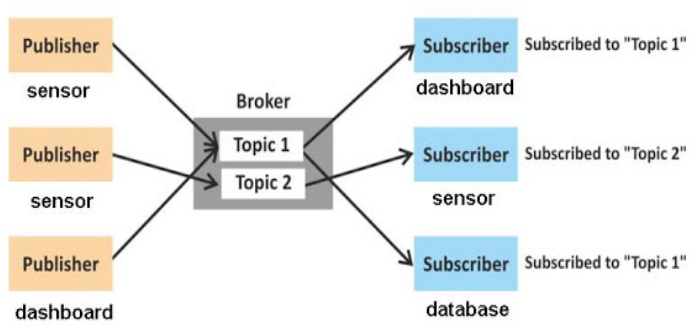 Publisher
sensor
Publisher
sensor
Publisher
dashboard
Broker
Topic 1
Topic 2
Subscriber
Subscribed to "Topic 1"
dashboard
Subscriber
Subscribed to "Topic 2"
sensor
Subscriber
Subscribed to "Topic 1"
database